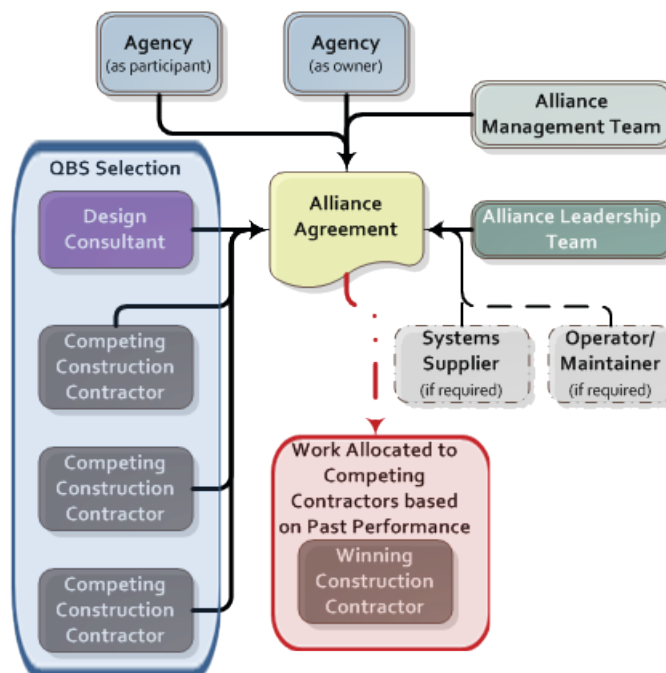 Agency
(as participant)
Agency
(as owner)
Alliance
Management Team
QBS Selection
Design
Consultant
Alliance
Agreement
Alliance Leadership
Team
Competing
Construction
Contractor
Systems
Supplier
(if required)
Operator/
Maintainer
(if required)
Competing
Construction
Contractor
Work Allocated to
Competing
Contractors based
on Past Performance
Winning
Construction
Contractor
Competing
Construction
Contractor